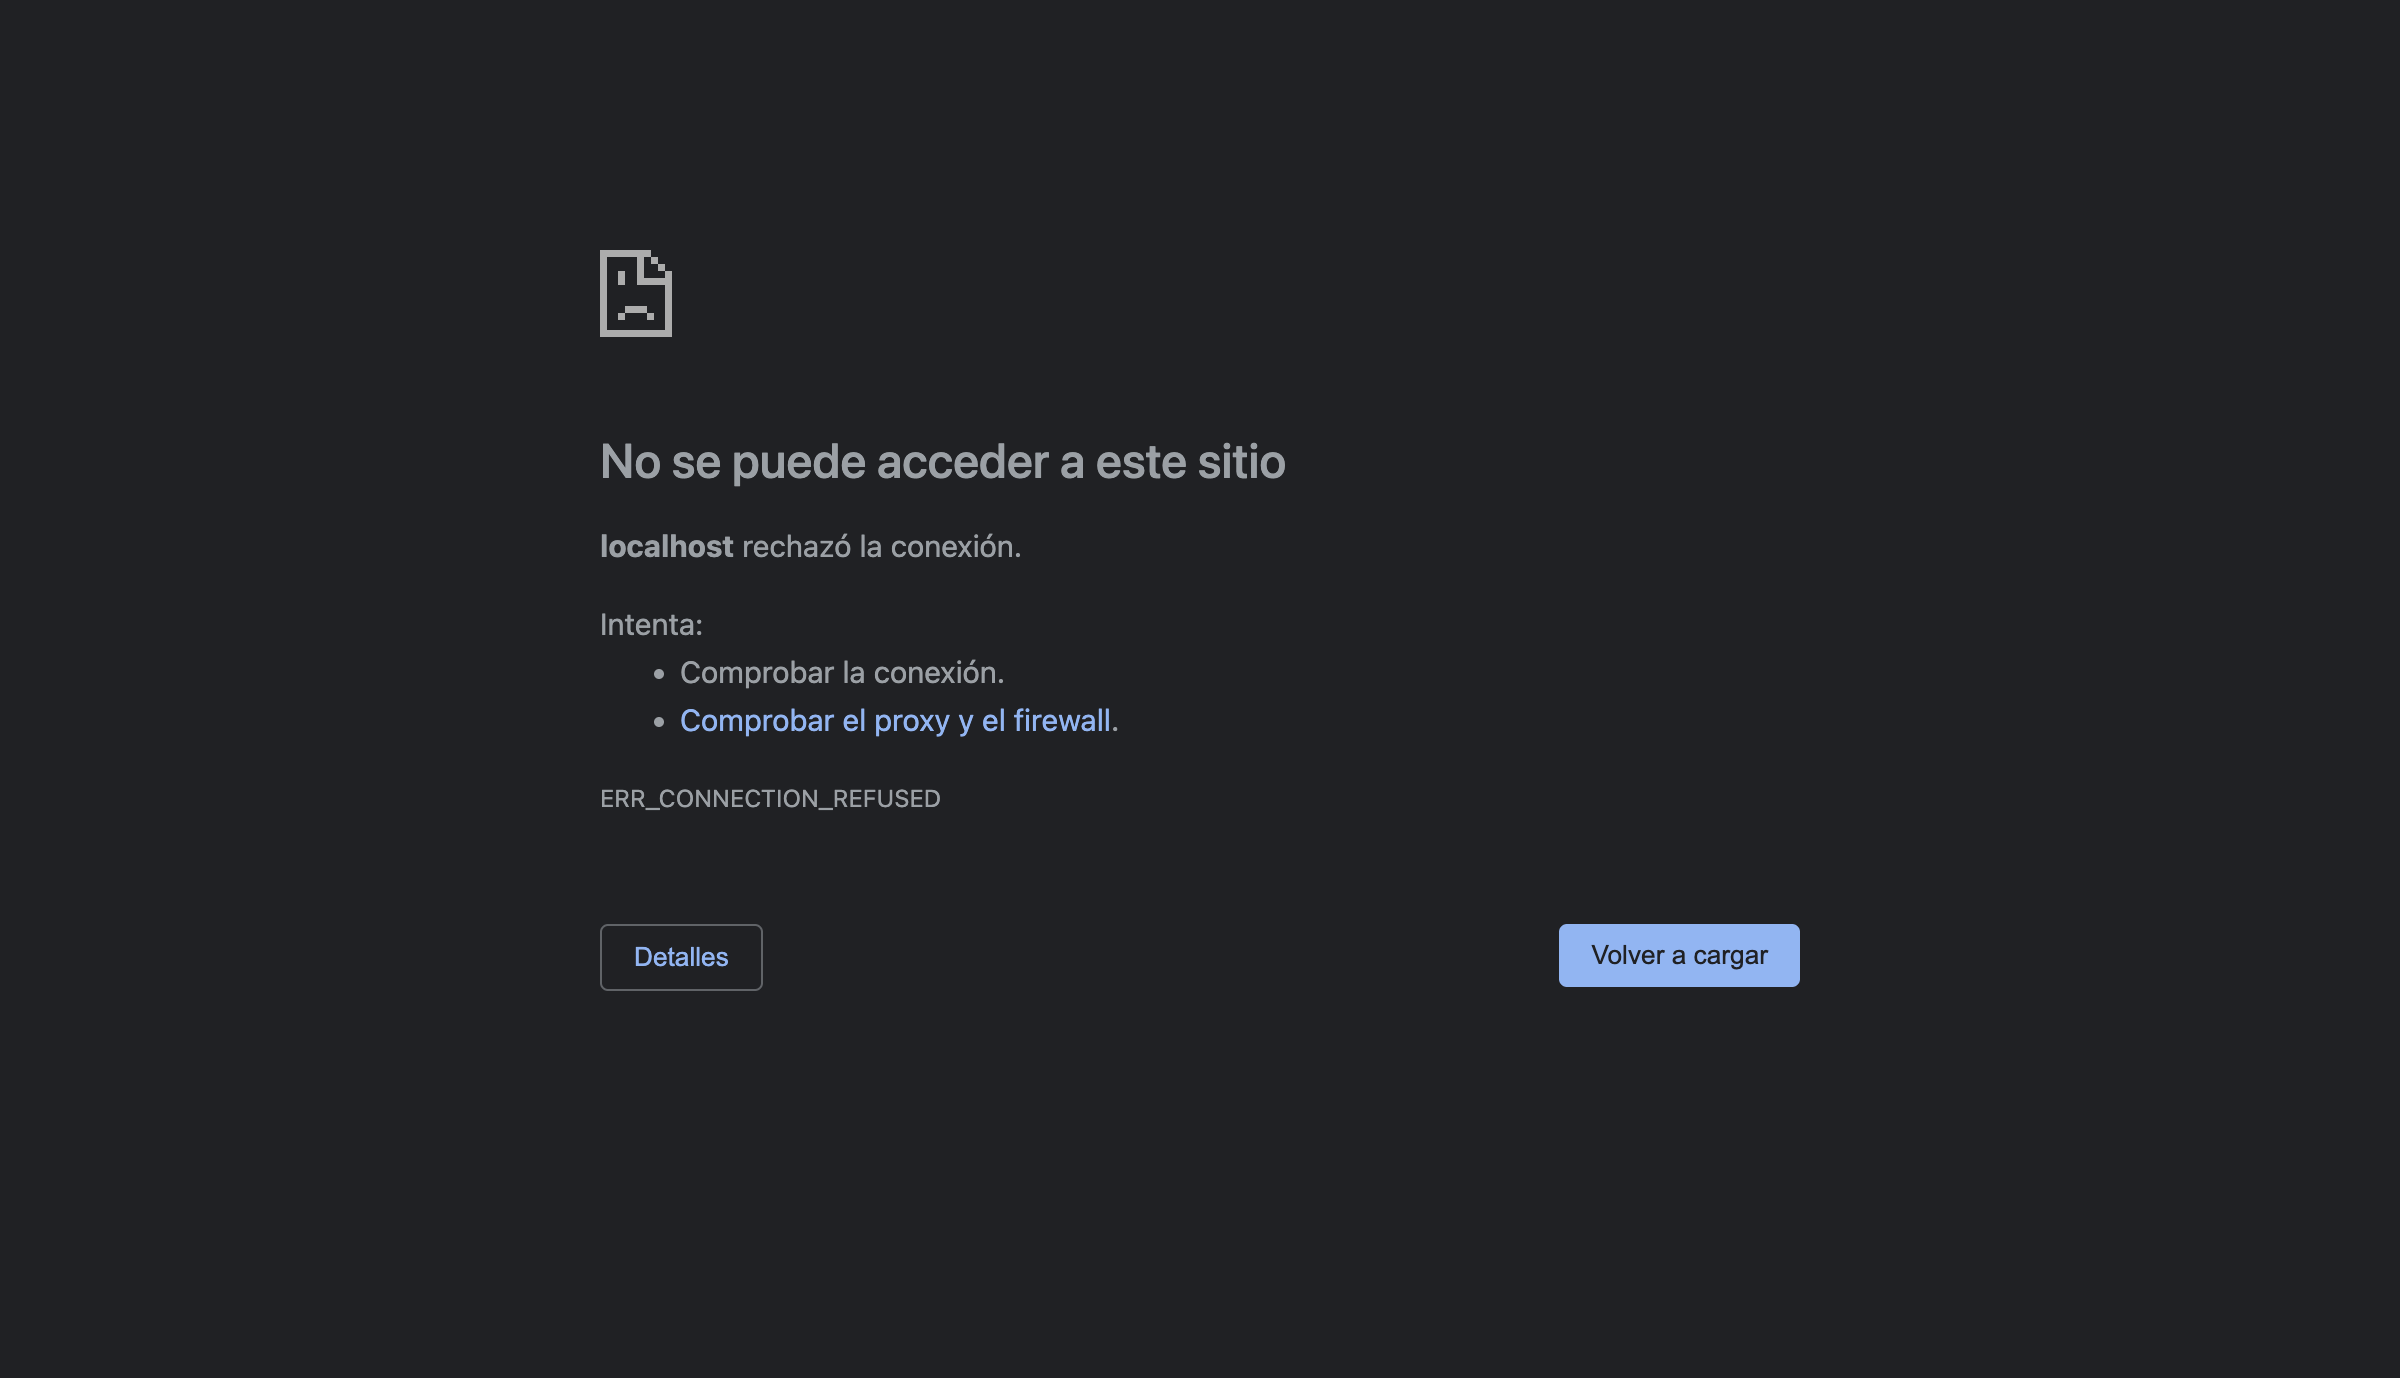 No se puede acceder a este sitio
localhost rechazó la conexión.
Intenta:
• Comprobar la conexión.
• Comprobar el proxy y el firewall.
ERR_CONNECTION_REFUSED
Detalles
Volver a cargar